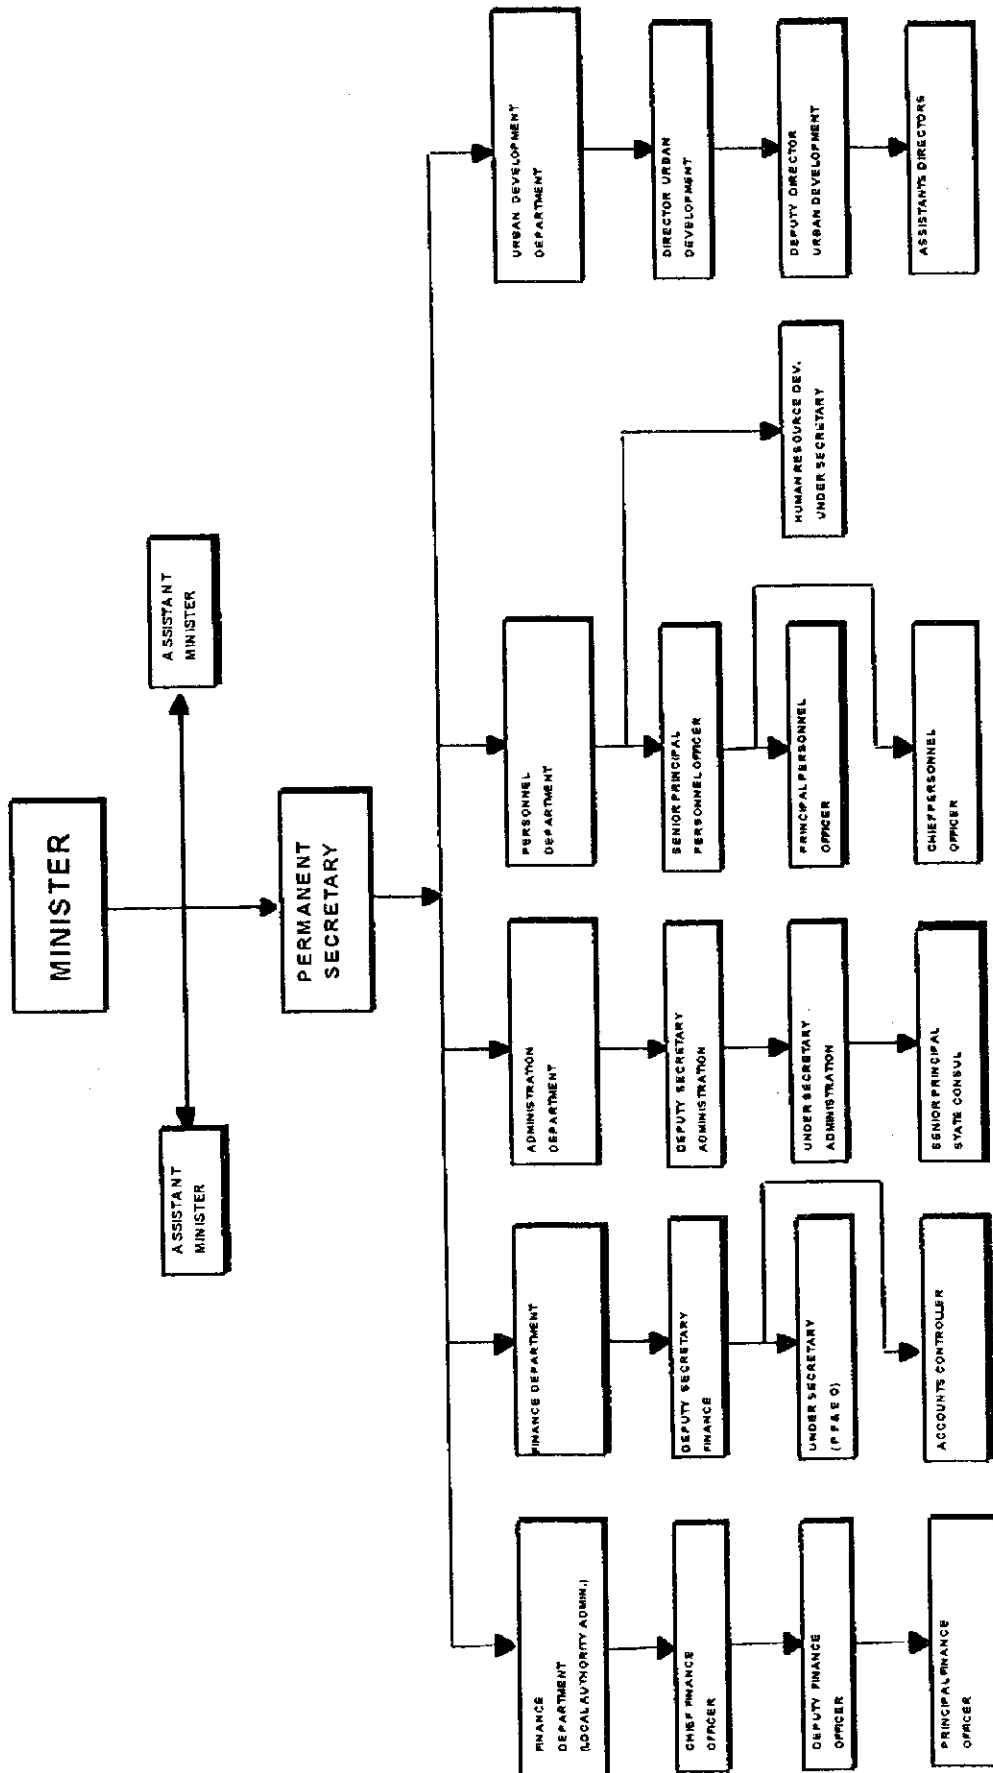 MINISTER
ASSISTANT
MINISTER
ASSISTANT
MINISTER
PERMANENT
SECRETARY
FINANCE
DEPARTMENT
(LOCAL AUTHORITY ADMIN.)
FINANCE DEPARTMENT
ADMINISTRATION
DEPARTMENT
PERSONNEL
DEPARTMENT
URBAN DEVELOPMENT
DEPARTMENT
CHIEF FINANCE
OFFICER
DEPUTY SECRETARY
FINANCE
DEPUTY SECRETARY
ADMINISTRATION
SENIOR PRINCIPAL
PERSONNEL OFFICER
DIRECTOR URBAN
DEVELOPMENT
DEPUTY FINANCE
OFFICER
UNDER SECRETARY
UNDER SECRETARY
ADMINISTRATION
PRINCIPAL PERSONNEL
OFFICER
HUMAN RESOURCE DEV.
UNDER SECRETARY
DEPUTY DIRECTOR
URBAN DEVELOPMENT
PRINCIPAL FINANCE
OFFICER
ACCOUNTS CONTROLLER
SENIOR PRINCIPAL
STATE CONSUL
CHIEF PERSONNEL
OFFICER
ASSISTANTS DIRECTORS